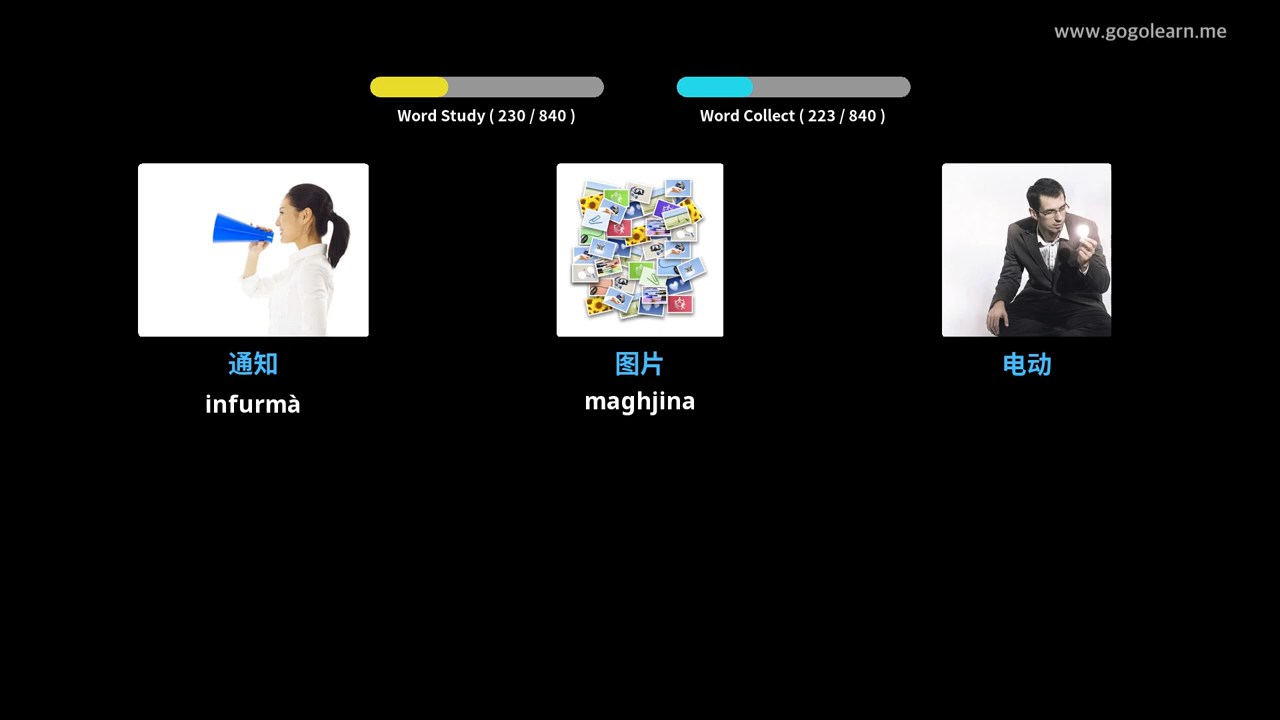 www.gogolearn.me
Word Study ( 230 / 840 )
Word Collect ( 223 / 840 )
通知
图片
电动
infurmà
maghjina